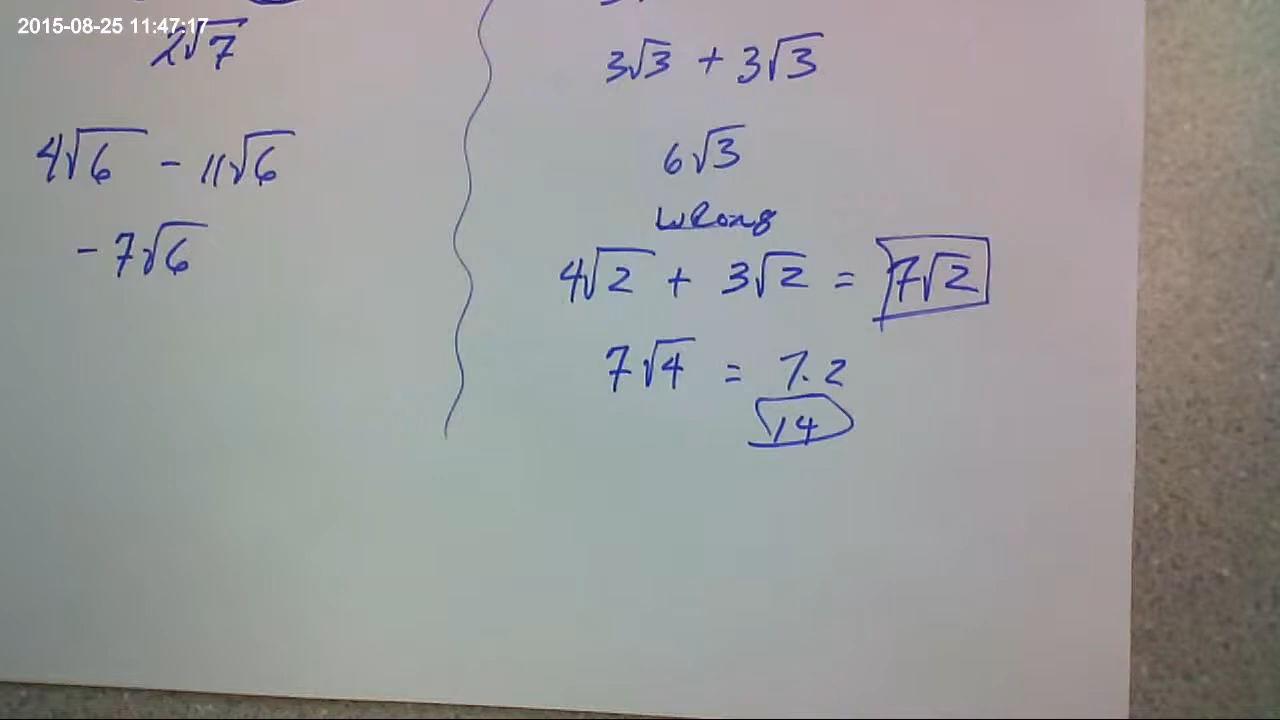 2015-08-25 11:47:17
2√7
4√6 - 11√6
-7√6
3√3 + 3√3
6√3
wrong
4√2 + 3√2 = 7√2
7√4 = 7.2
14